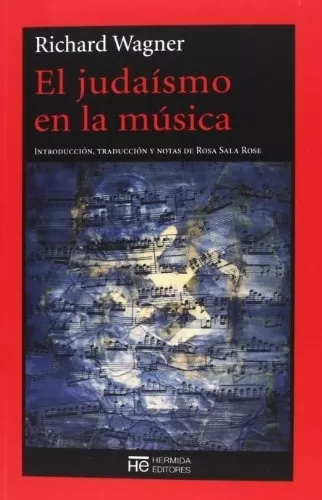 Richard Wagner
El judaísmo
en la música
Introducción, traducción y notas de Rosa Sala Rose
HE HERMIDA
EDITORES